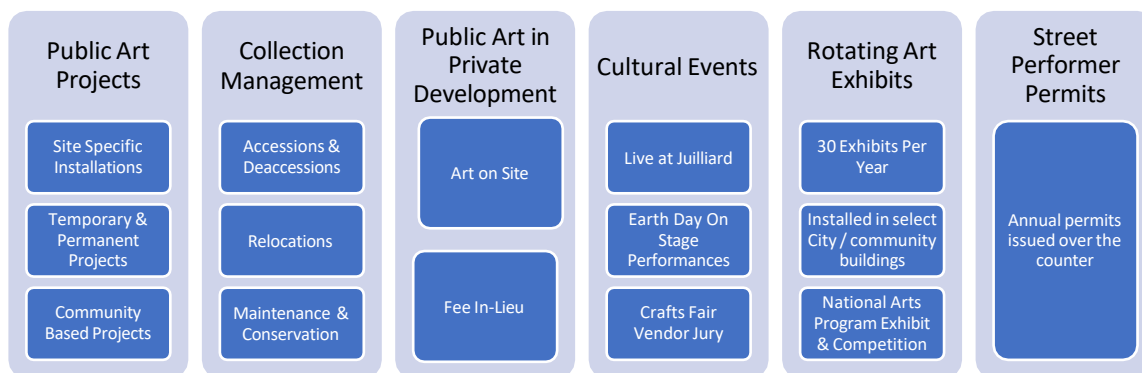 Public Art
Projects
Site Specific
Installations
Temporary &
Permanent
Projects
Community
Based Projects
Collection
Management
Accessions &
Deaccessions
Relocations
Maintenance &
Conservation
Public Art in
Private
Development
Art on Site
Fee In-Lieu
Cultural Events
Live at Juilliard
Earth Day On
Stage
Performances
Crafts Fair
Vendor Jury
Rotating Art
Exhibits
30 Exhibits Per
Year
Installed in select
City / community
buildings
National Arts
Program Exhibit
& Competition
Street
Performer
Permits
Annual permits
issued over the
counter